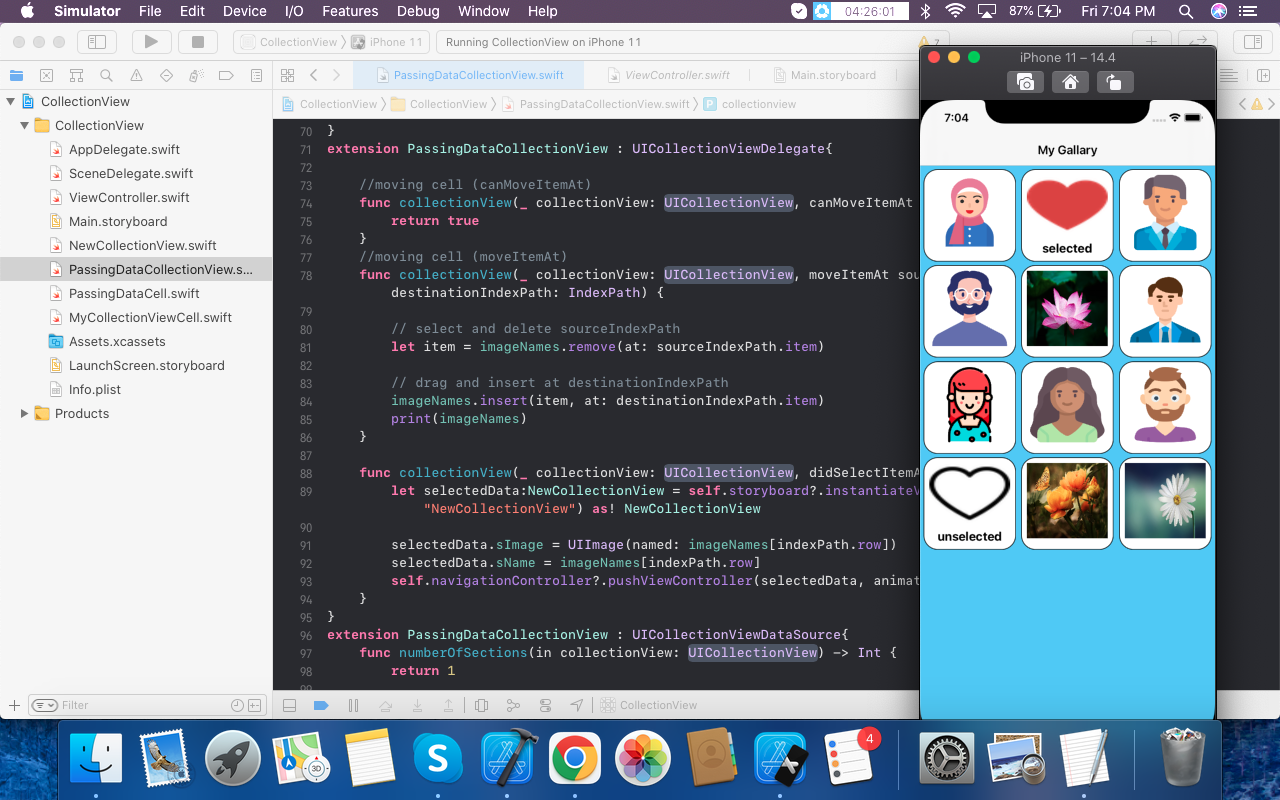 Simulator File Edit Device I/O Features Debug Window Help 04:26:01 87% Fri 7:04 PM
CollectionView iPhone 11 Running CollectionView on iPhone 11
PassingDataCollectionView.swift ViewController.swift Main.storyboard
CollectionView CollectionView PassingDataCollectionView.swift P collectionview
CollectionView
CollectionView
AppDelegate.swift
SceneDelegate.swift
ViewController.swift
Main.storyboard
NewCollectionView.swift
PassingDataCollectionView.s...
PassingDataCell.swift
MyCollectionViewCell.swift
Assets.xcassets
LaunchScreen.storyboard
Info.plist
Products
Filter
70 }
71 extension PassingDataCollectionView : UICollectionViewDelegate{
72
73 //moving cell (canMoveItemAt)
74 func collectionView(_ collectionView: UICollectionView, canMoveItemAt
75 return true
76 }
77 //moving cell (moveItemAt)
78 func collectionView(_ collectionView: UICollectionView, moveItemAt sou
destinationIndexPath: IndexPath) {
79
80 // select and delete sourceIndexPath
81 let item = imageNames.remove(at: sourceIndexPath.item)
82
83 // drag and insert at destinationIndexPath
84 imageNames.insert(item, at: destinationIndexPath.item)
85 print(imageNames)
86 }
87
88 func collectionView(_ collectionView: UICollectionView, didSelectItemA
89 let selectedData:NewCollectionView = self.storyboard?.instantiateV
"NewCollectionView") as! NewCollectionView
90
91 selectedData.sImage = UIImage(named: imageNames[indexPath.row])
92 selectedData.sName = imageNames[indexPath.row]
93 self.navigationController?.pushViewController(selectedData, animat
94 }
95 }
96 extension PassingDataCollectionView : UICollectionViewDataSource{
97 func numberOfSections(in collectionView: UICollectionView) -> Int {
98 return 1
CollectionView
iPhone 11 – 14.4
7:04
My Gallary
selected
unselected
3D
4